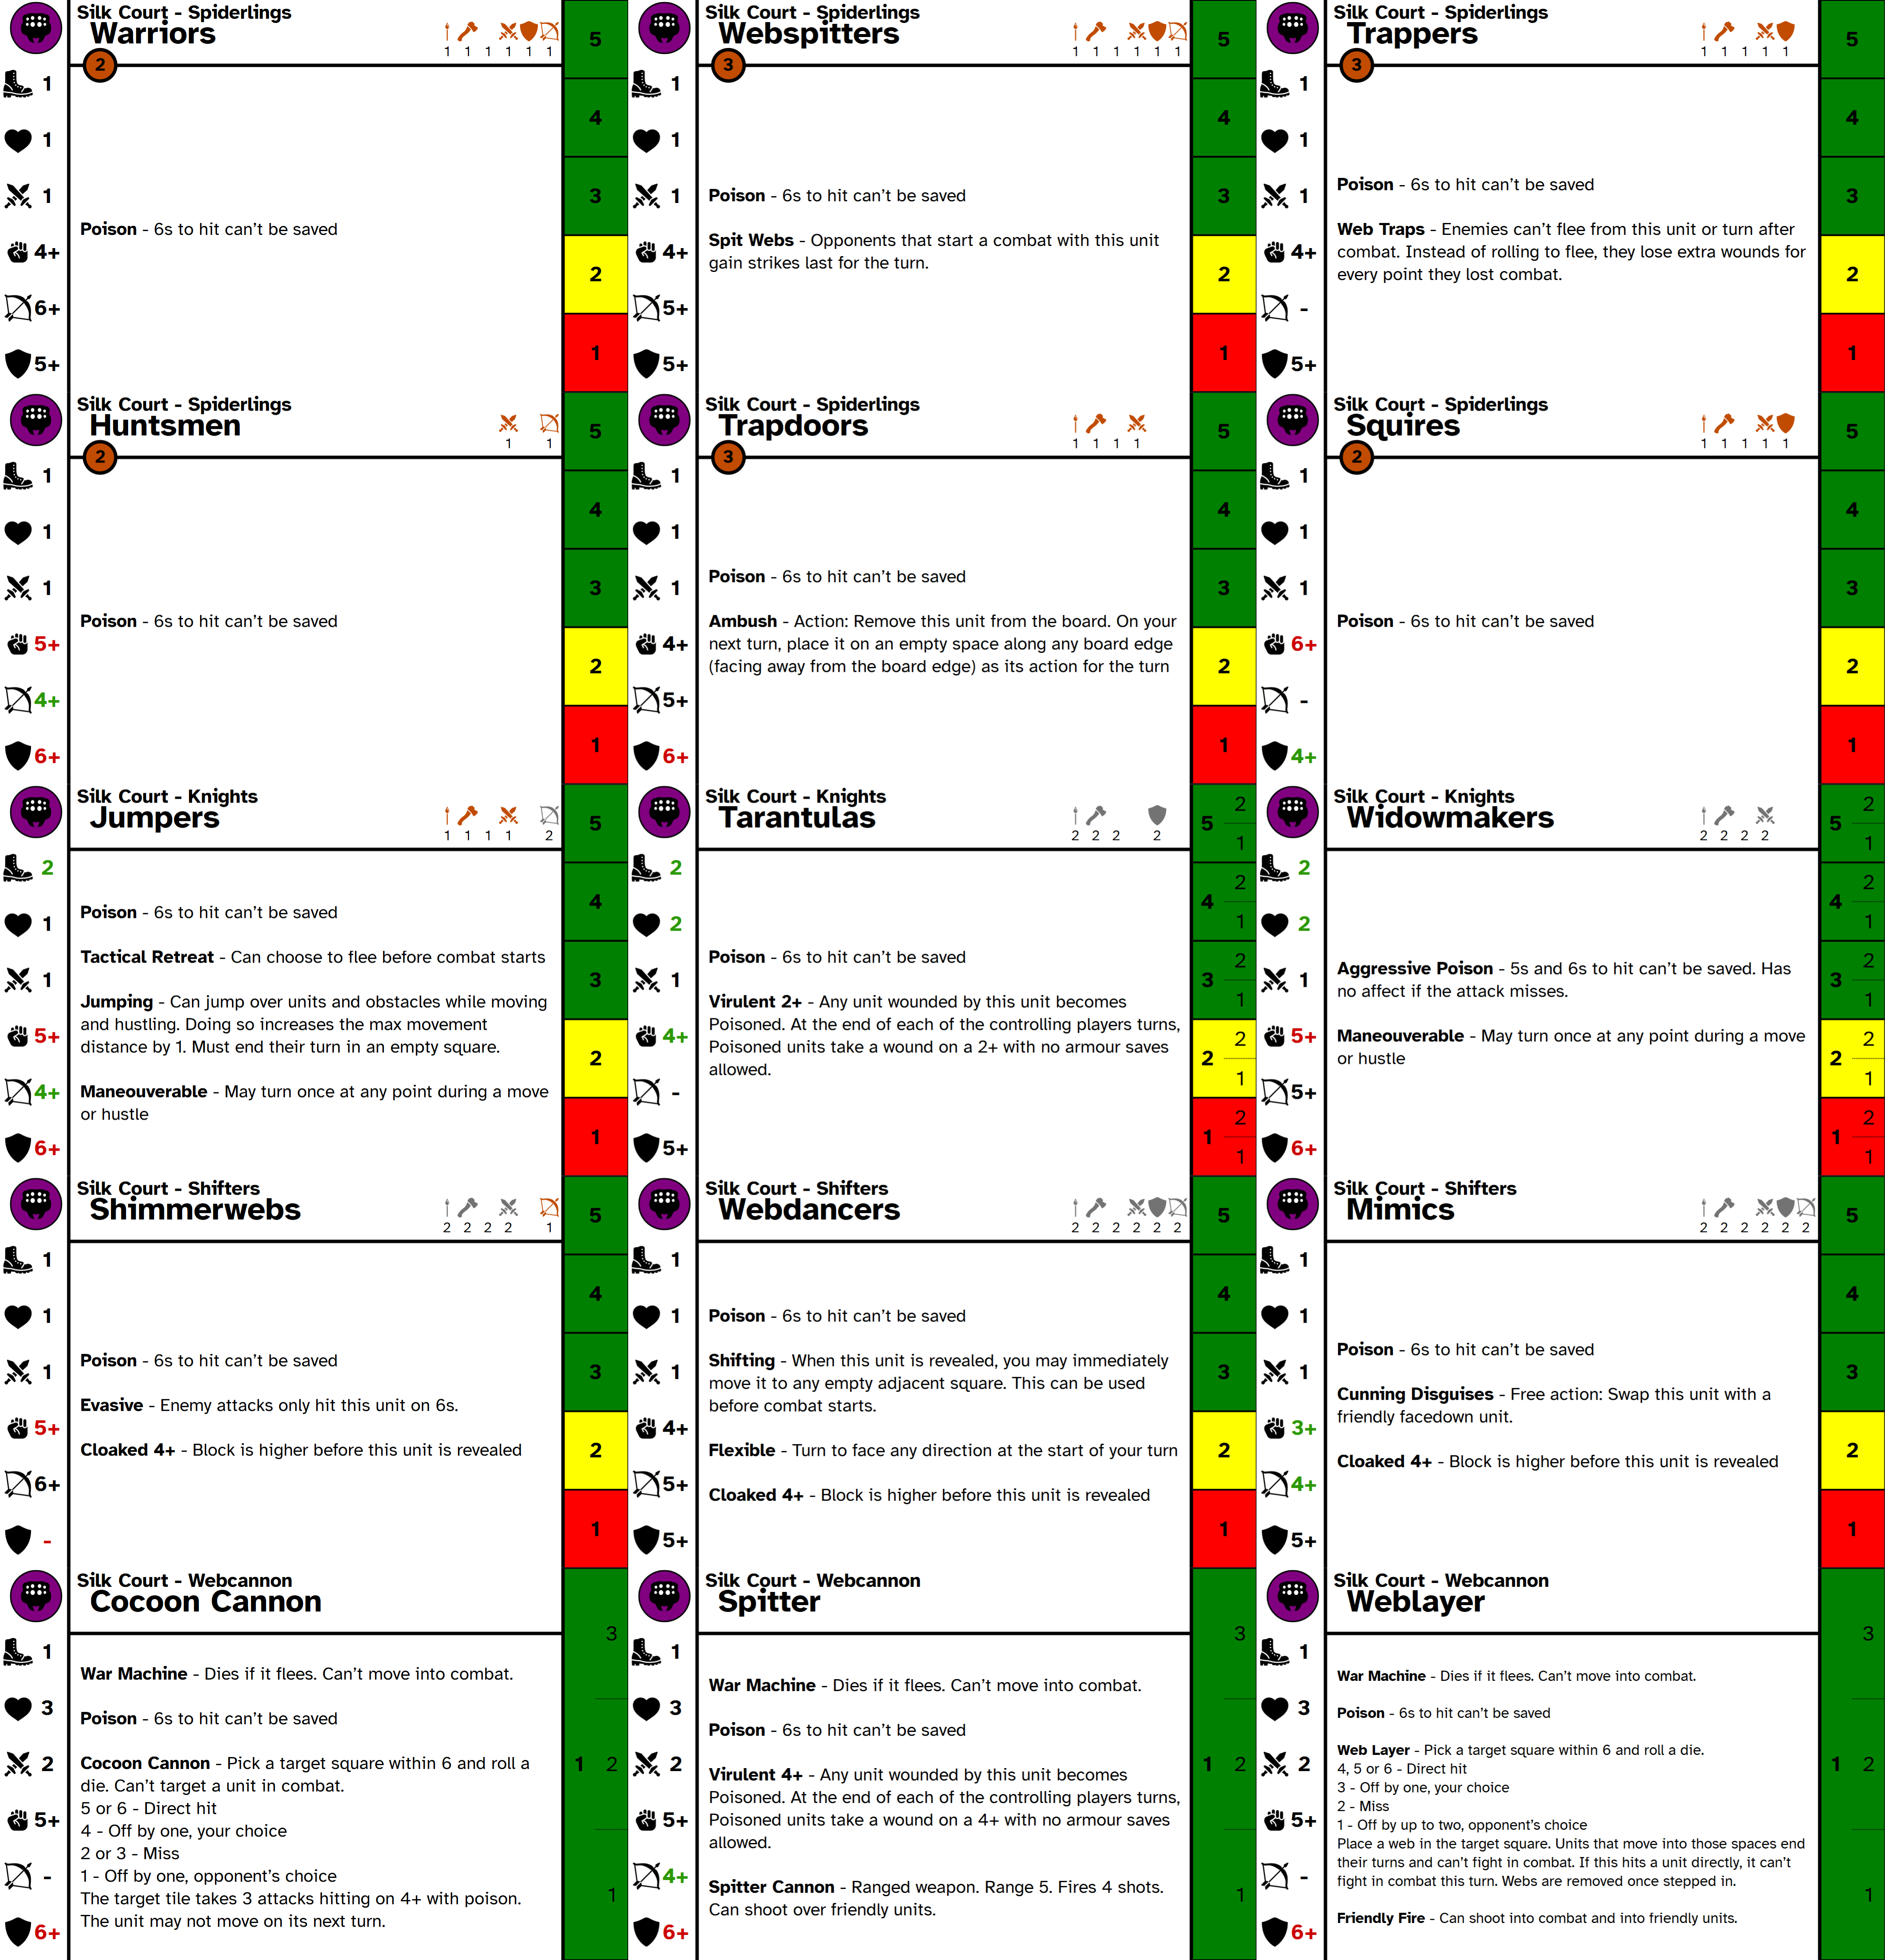 Silk Court - Spiderlings
Warriors
1 1 1 1 1 1
2
1
1
1
4+
6+
5+
Poison - 6s to hit can't be saved
5
4
3
2
1
Silk Court - Spiderlings
Webspitters
1 1 1 1 1 1
3
1
1
1
4+
5+
5+
Poison - 6s to hit can't be saved
Spit Webs - Opponents that start a combat with this unit
gain strikes last for the turn.
5
4
3
2
1
Silk Court - Spiderlings
Trappers
1 1 1 1 1
3
1
1
1
4+
-
5+
Poison - 6s to hit can't be saved
Web Traps - Enemies can't flee from this unit or turn after
combat. Instead of rolling to flee, they lose extra wounds for
every point they lost combat.
5
4
3
2
1
Silk Court - Spiderlings
Huntsmen
1 1
2
1
1
1
5+
4+
6+
Poison - 6s to hit can't be saved
5
4
3
2
1
Silk Court - Spiderlings
Trapdoors
1 1 1 1
3
1
1
1
4+
5+
6+
Poison - 6s to hit can't be saved
Ambush - Action: Remove this unit from the board. On your
next turn, place it on an empty space along any board edge
(facing away from the board edge) as its action for the turn
5
4
3
2
1
Silk Court - Spiderlings
Squires
1 1 1 1 1
2
1
1
1
6+
-
4+
Poison - 6s to hit can't be saved
5
4
3
2
1
Silk Court - Knights
Jumpers
1 1 1 1 2
2
1
1
5+
4+
6+
Poison - 6s to hit can't be saved
Tactical Retreat - Can choose to flee before combat starts
Jumping - Can jump over units and obstacles while moving
and hustling. Doing so increases the max movement
distance by 1. Must end their turn in an empty square.
Maneouverable - May turn once at any point during a move
or hustle
5
4
3
2
1
Silk Court - Knights
Tarantulas
2 2 2 2
2
2
1
4+
-
5+
Poison - 6s to hit can't be saved
Virulent 2+ - Any unit wounded by this unit becomes
Poisoned. At the end of each of the controlling players turns,
Poisoned units take a wound on a 2+ with no armour saves
allowed.
5 2 1
4 2 1
3 2 1
2 2 1
1 2 1
Silk Court - Knights
Widowmakers
2 2 2 2
2
2
1
5+
5+
6+
Aggressive Poison - 5s and 6s to hit can't be saved. Has
no affect if the attack misses.
Maneouverable - May turn once at any point during a move
or hustle
5 2 1
4 2 1
3 2 1
2 2 1
1 2 1
Silk Court - Shifters
Shimmerwebs
2 2 2 2 1
1
1
1
5+
6+
-
Poison - 6s to hit can't be saved
Evasive - Enemy attacks only hit this unit on 6s.
Cloaked 4+ - Block is higher before this unit is revealed
5
4
3
2
1
Silk Court - Shifters
Webdancers
2 2 2 2 2 2
1
1
1
4+
5+
5+
Poison - 6s to hit can't be saved
Shifting - When this unit is revealed, you may immediately
move it to any empty adjacent square. This can be used
before combat starts.
Flexible - Turn to face any direction at the start of your turn
Cloaked 4+ - Block is higher before this unit is revealed
5
4
3
2
1
Silk Court - Shifters
Mimics
2 2 2 2 2 2
1
1
1
3+
4+
5+
Poison - 6s to hit can't be saved
Cunning Disguises - Free action: Swap this unit with a
friendly facedown unit.
Cloaked 4+ - Block is higher before this unit is revealed
5
4
3
2
1
Silk Court - Webcannon
Cocoon Cannon
1
3
2
5+
-
6+
War Machine - Dies if it flees. Can't move into combat.
Poison - 6s to hit can't be saved
Cocoon Cannon - Pick a target square within 6 and roll a
die. Can't target a unit in combat.
5 or 6 - Direct hit
4 - Off by one, your choice
2 or 3 - Miss
1 - Off by one, opponent's choice
The target tile takes 3 attacks hitting on 4+ with poison.
The unit may not move on its next turn.
3
1 2
1
Silk Court - Webcannon
Spitter
1
3
2
5+
4+
6+
War Machine - Dies if it flees. Can't move into combat.
Poison - 6s to hit can't be saved
Virulent 4+ - Any unit wounded by this unit becomes
Poisoned. At the end of each of the controlling players turns,
Poisoned units take a wound on a 4+ with no armour saves
allowed.
Spitter Cannon - Ranged weapon. Range 5. Fires 4 shots.
Can shoot over friendly units.
3
1 2
1
Silk Court - Webcannon
Weblayer
1
3
2
5+
-
6+
War Machine - Dies if it flees. Can't move into combat.
Poison - 6s to hit can't be saved
Web Layer - Pick a target square within 6 and roll a die.
4, 5 or 6 - Direct hit
3 - Off by one, your choice
2 - Miss
1 - Off by up to two, opponent's choice
Place a web in the target square. Units that move into those spaces end
their turns and can't fight in combat. If this hits a unit directly, it can't
fight in combat this turn. Webs are removed once stepped in.
Friendly Fire - Can shoot into combat and into friendly units.
3
1 2
1